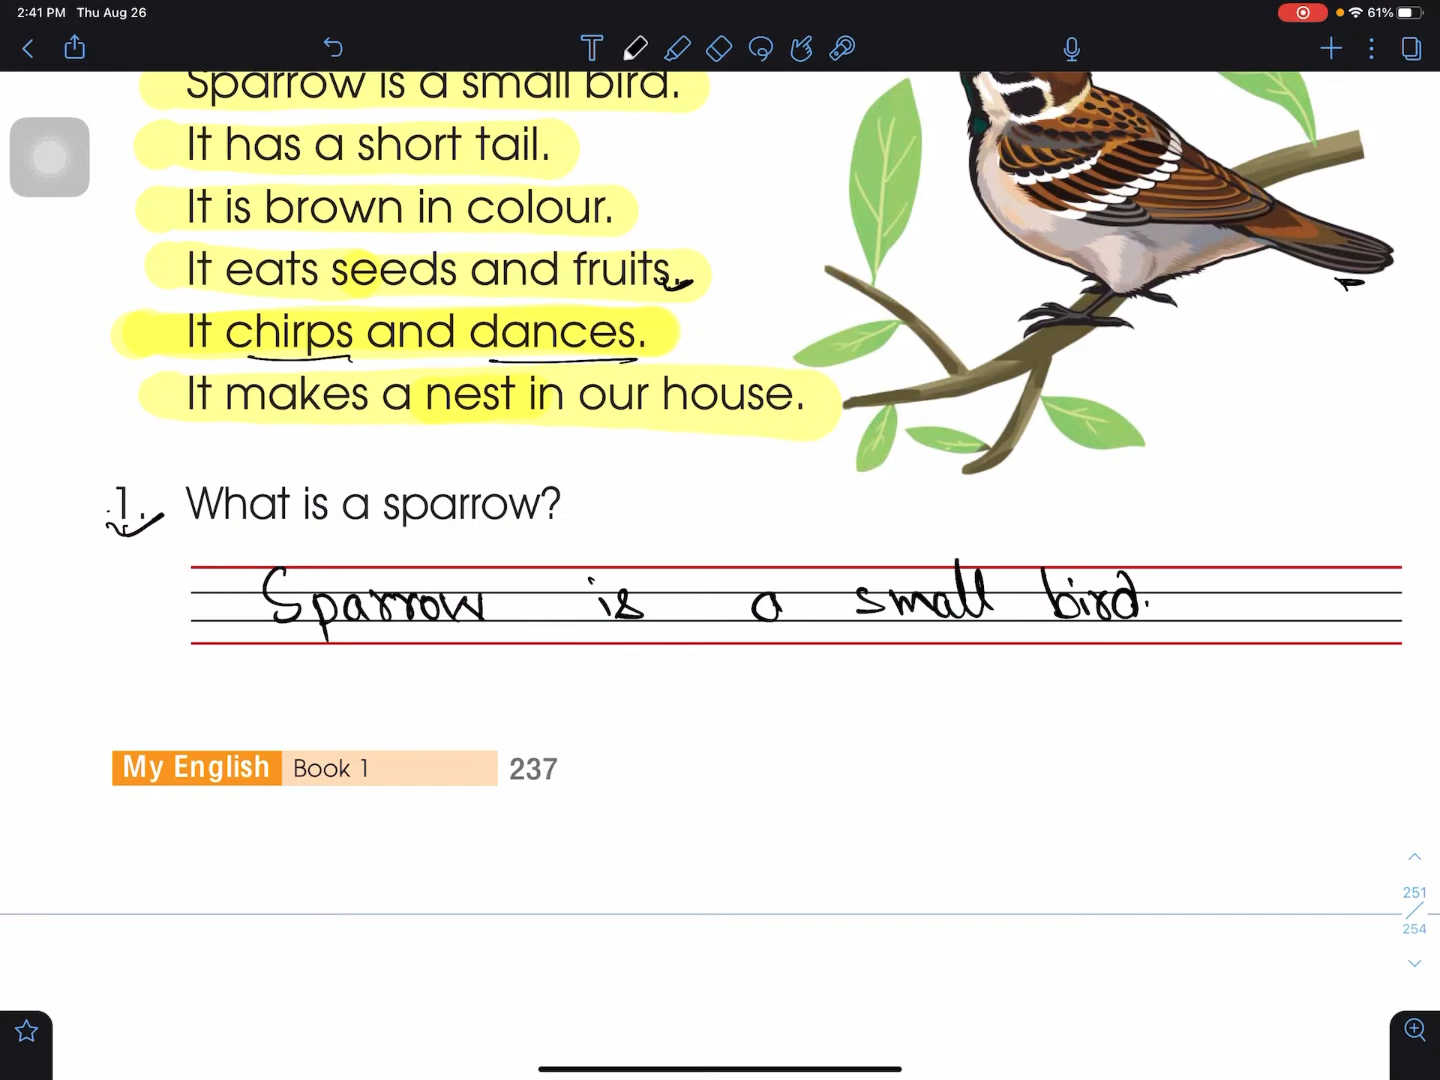 2:41 PM Thu Aug 26
61%
Sparrow is a small bird.
It has a short tail.
It is brown in colour.
It eats seeds and fruits.
It chirps and dances.
It makes a nest in our house.
1. What is a sparrow?
Sparrow is a small bird.
My English Book 1 237
251
254